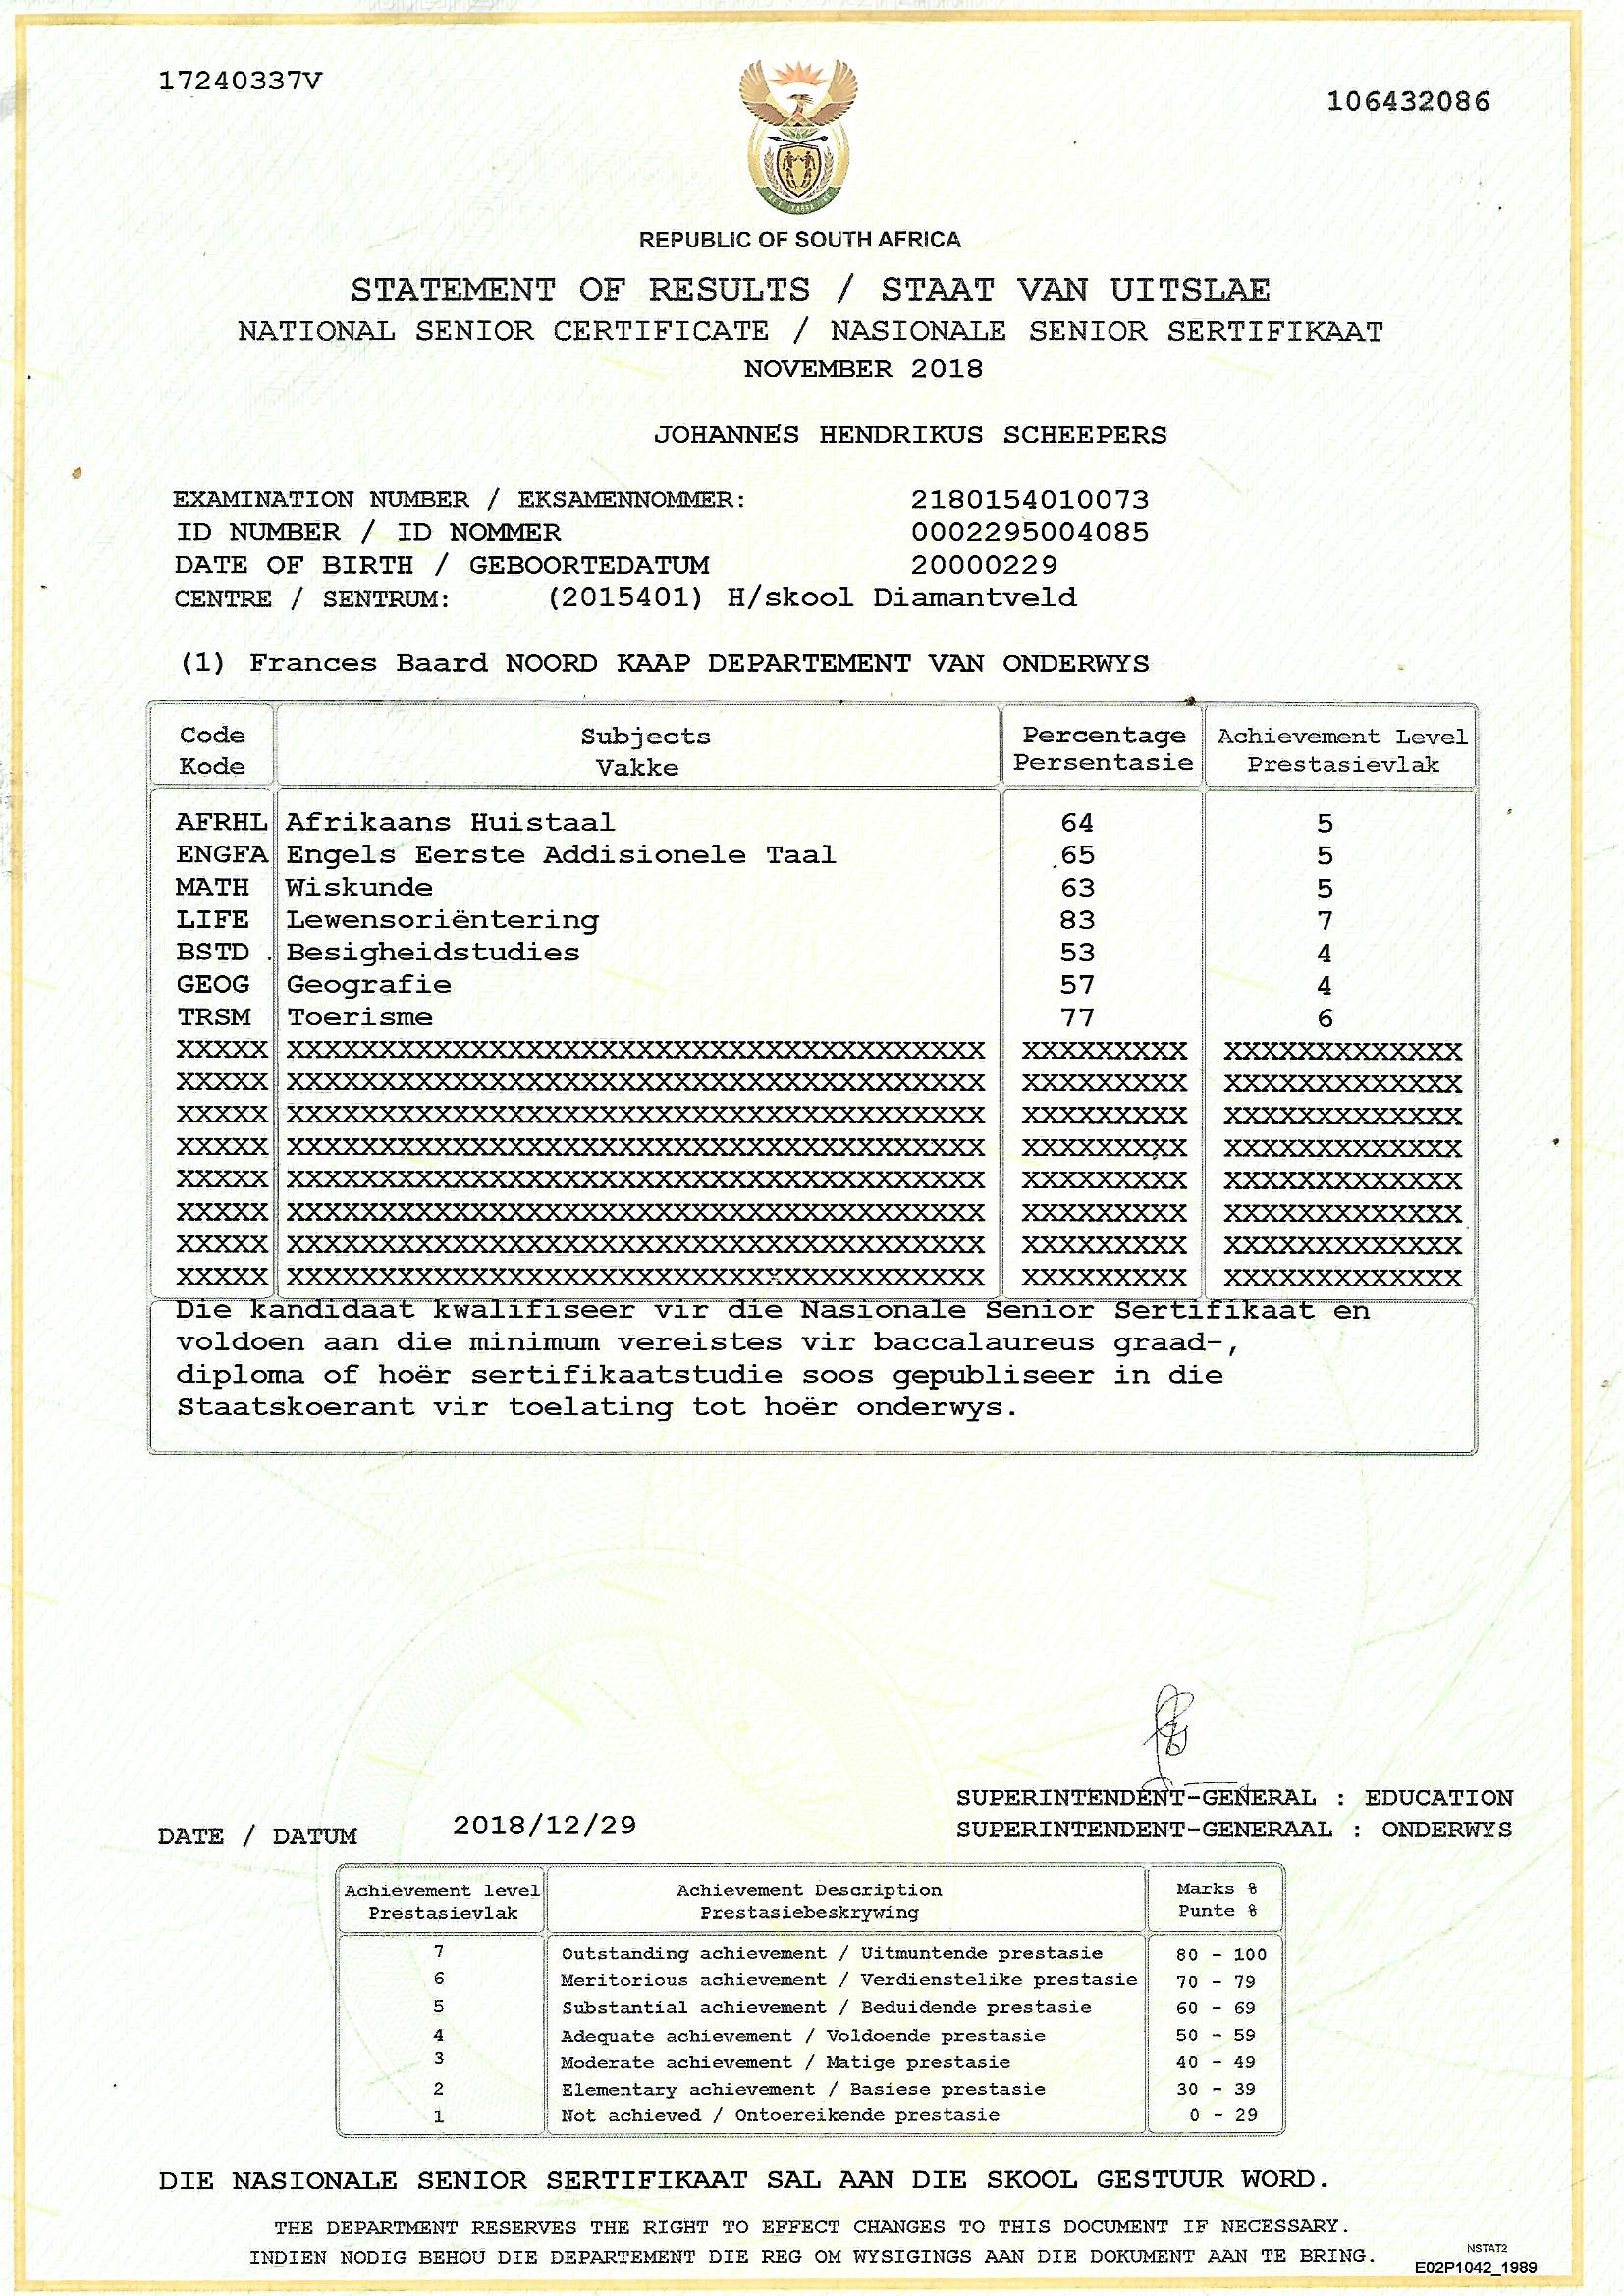 17240337V
106432086
REPUBLIC OF SOUTH AFRICA
STATEMENT OF RESULTS / STAAT VAN UITSLAE
NATIONAL SENIOR CERTIFICATE / NASIONALE SENIOR SERTIFIKAAT
NOVEMBER 2018
JOHANNES HENDRIKUS SCHEEPERS
EXAMINATION NUMBER / EKSAMENNOMMER: 2180154010073
ID NUMBER / ID NOMMER 0002295004085
DATE OF BIRTH / GEBOORTEDATUM 20000229
CENTRE / SENTRUM: (2015401) H/skool Diamantveld
(1) Frances Baard NOORD KAAP DEPARTEMENT VAN ONDERWYS
Code Subjects Percentage Achievement Level
Kode Vakke Persentasie Prestasievlak
AFRHL Afrikaans Huistaal 64 5
ENGFA Engels Eerste Addisionele Taal 65 5
MATH Wiskunde 63 5
LIFE Lewensoriëntering 83 7
BSTD Besigheidstudies 53 4
GEOG Geografie 57 4
TRSM Toerisme 77 6
XXXXX XXXXXXXXXXXXXXXXXXXXXXXXXXXXXXXXXXXXXX XXXXXXXXX XXXXXXXXXXXXX
XXXXX XXXXXXXXXXXXXXXXXXXXXXXXXXXXXXXXXXXXXX XXXXXXXXX XXXXXXXXXXXXX
XXXXX XXXXXXXXXXXXXXXXXXXXXXXXXXXXXXXXXXXXXX XXXXXXXXX XXXXXXXXXXXXX
XXXXX XXXXXXXXXXXXXXXXXXXXXXXXXXXXXXXXXXXXXX XXXXXXXXX XXXXXXXXXXXXX
XXXXX XXXXXXXXXXXXXXXXXXXXXXXXXXXXXXXXXXXXXX XXXXXXXXX XXXXXXXXXXXXX
XXXXX XXXXXXXXXXXXXXXXXXXXXXXXXXXXXXXXXXXXXX XXXXXXXXX XXXXXXXXXXXXX
XXXXX XXXXXXXXXXXXXXXXXXXXXXXXXXXXXXXXXXXXXX XXXXXXXXX XXXXXXXXXXXXX
XXXXX XXXXXXXXXXXXXXXXXXXXXXXXXXXXXXXXXXXXXX XXXXXXXXX XXXXXXXXXXXXX
Die kandidaat kwalifiseer vir die Nasionale Senior Sertifikaat en
voldoen aan die minimum vereistes vir baccalaureus graad-,
diploma of hoër sertifikaatstudie soos gepubliseer in die
Staatskoerant vir toelating tot hoër onderwys.
SUPERINTENDENT-GENERAL : EDUCATION
SUPERINTENDENT-GENERAAL : ONDERWYS
DATE / DATUM 2018/12/29
Achievement level Achievement Description Marks %
Prestasievlak Prestasiebeskrywing Punte %
7 Outstanding achievement / Uitmuntende prestasie 80 - 100
6 Meritorious achievement / Verdienstelike prestasie 70 - 79
5 Substantial achievement / Beduidende prestasie 60 - 69
4 Adequate achievement / Voldoende prestasie 50 - 59
3 Moderate achievement / Matige prestasie 40 - 49
2 Elementary achievement / Basiese prestasie 30 - 39
1 Not achieved / Ontoereikende prestasie 0 - 29
DIE NASIONALE SENIOR SERTIFIKAAT SAL AAN DIE SKOOL GESTUUR WORD.
THE DEPARTMENT RESERVES THE RIGHT TO EFFECT CHANGES TO THIS DOCUMENT IF NECESSARY.
INDIEN NODIG BEHOU DIE DEPARTEMENT DIE REG OM WYSIGINGS AAN DIE DOKUMENT AAN TE BRING.
NSTAT2
E02P1042_1989